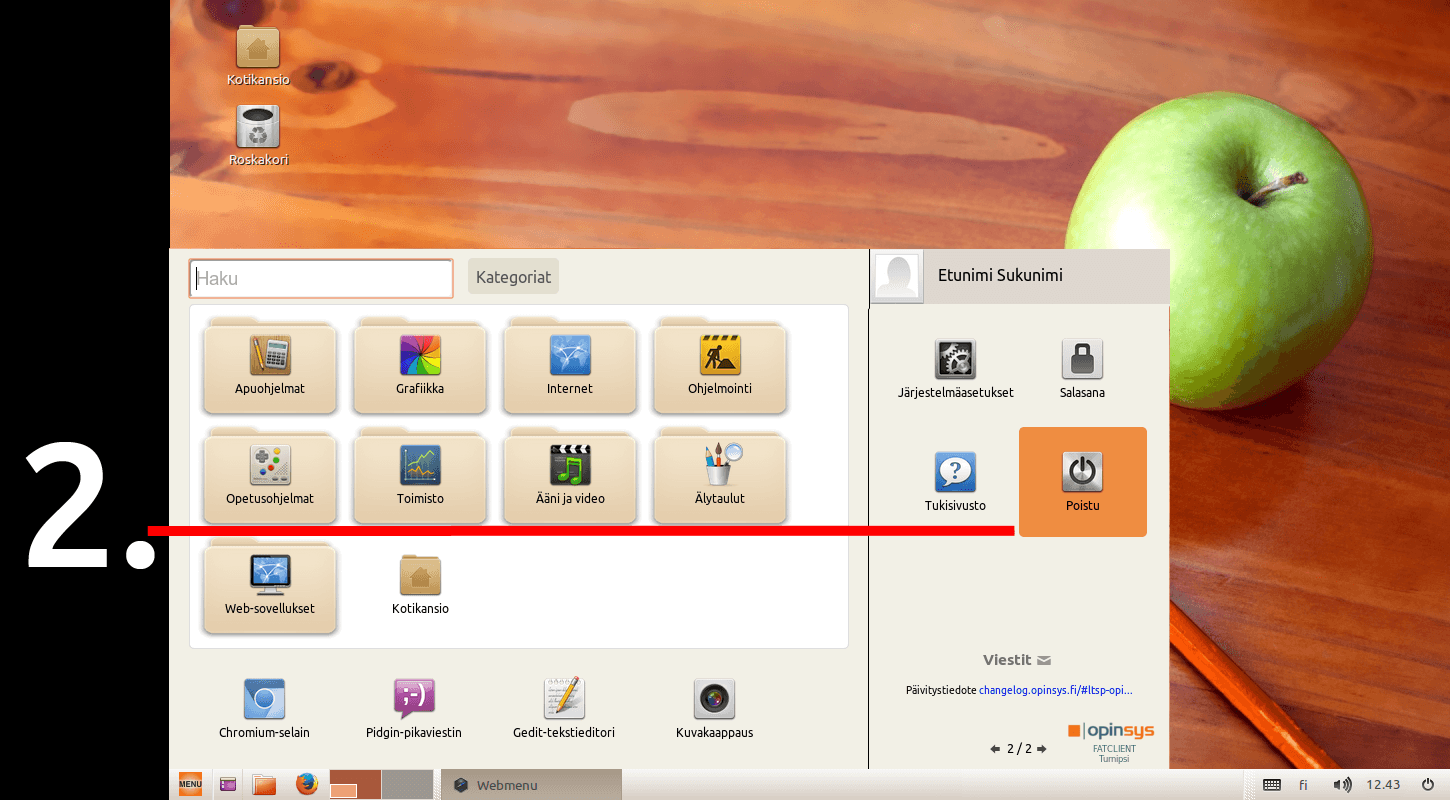 Kotikansio
Roskakori
2.
Haku
Kategoriat
Etunimi Sukunimi
Apuohjelmat
Grafiikka
Internet
Ohjelmointi
Järjestelmäasetukset
Salasana
Opetusohjelmat
Toimisto
Ääni ja video
Älytaulut
Tukisivusto
Poistu
Web-sovellukset
Kotikansio
Viestit
Päivitystiedote changelog.opinsys.fi/#ltsp-opi...
Chromium-selain
Pidgin-pikaviestin
Gedit-tekstieditori
Kuvakaappaus
2 / 2
opinsys
FATCLIENT
Tumipsi
MENU
Webmenu
fi
12.43